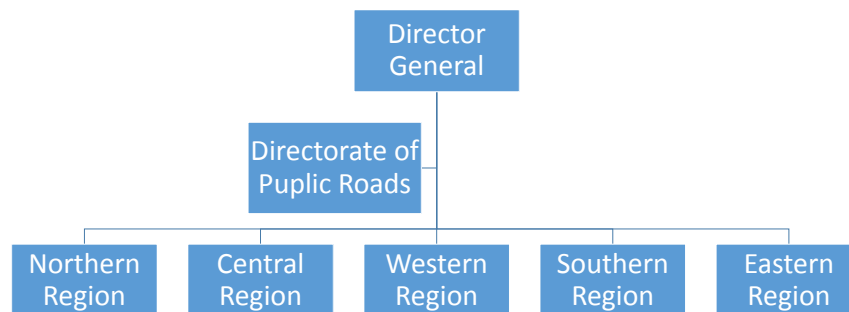 Director
General
Directorate of
Puplic Roads
Northern
Region
Central
Region
Western
Region
Southern
Region
Eastern
Region